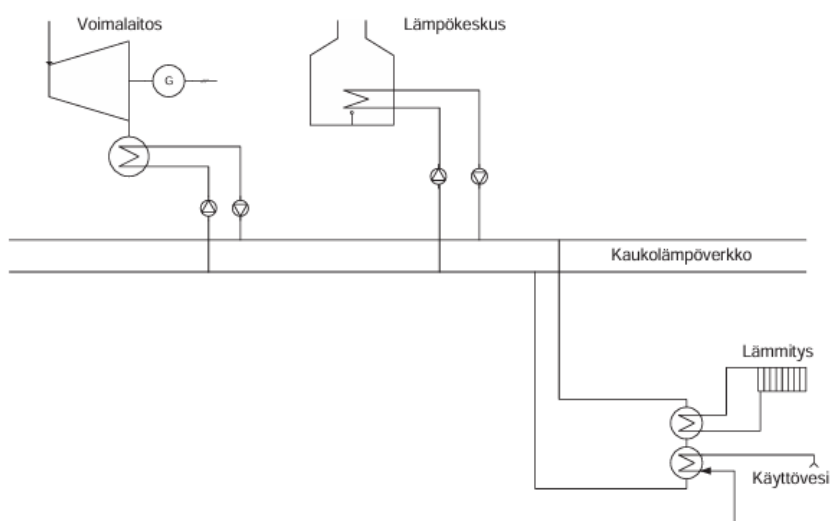 Voimalaitos
Lämpökeskus
G
Kaukolämpöverkko
Lämmitys
Käyttövesi